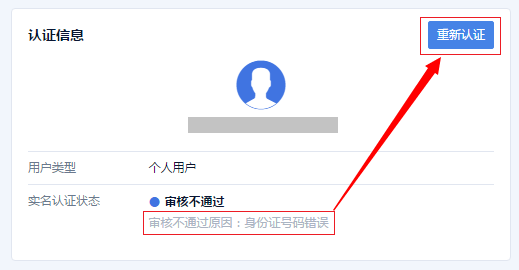 认证信息
重新认证
用户类型 个人用户
实名认证状态 审核不通过
审核不通过原因：身份证号码错误